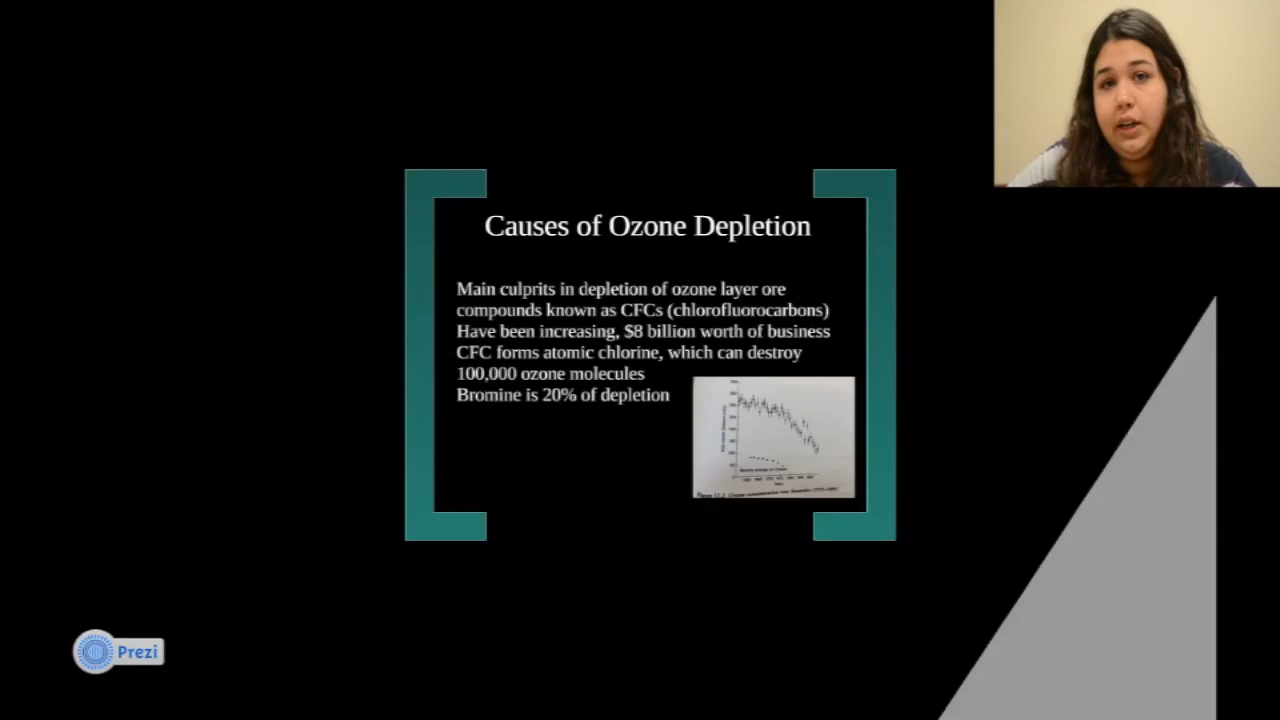 Causes of Ozone Depletion
Main culprits in depletion of ozone layer ore
compounds known as CFCs (chlorofluorocarbons)
Have been increasing, $8 billion worth of business
CFC forms atomic chlorine, which can destroy
100,000 ozone molecules
Bromine is 20% of depletion
Prezi